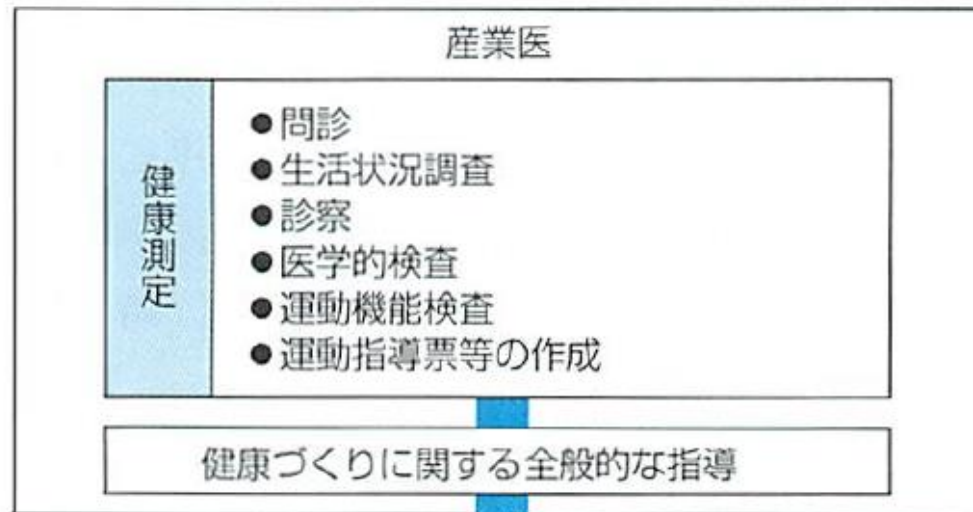 産業医
健康測定
●問診
●生活状況調査
●診察
●医学的検査
●運動機能検査
●運動指導票等の作成
健康づくりに関する全般的な指導